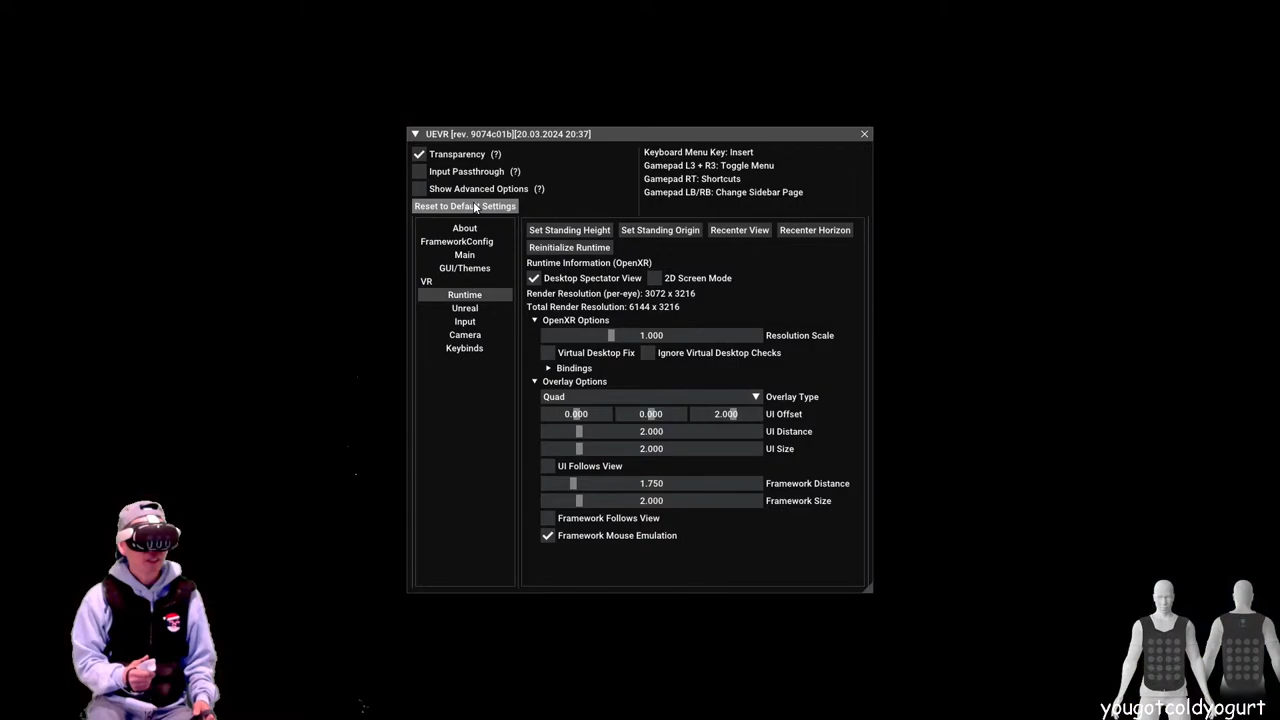 UEVR [rev. 9074c01b][20.03.2024 20:37]
Transparency (?)
Input Passthrough (?)
Show Advanced Options (?)
Reset to Default Settings
Keyboard Menu Key: Insert
Gamepad L3 + R3: Toggle Menu
Gamepad RT: Shortcuts
Gamepad LB/RB: Change Sidebar Page
About
FrameworkConfig
Main
GUI/Themes
VR
Runtime
Unreal
Input
Camera
Keybinds
Set Standing Height Set Standing Origin Recenter View Recenter Horizon
Reinitialize Runtime
Runtime Information (OpenXR)
Desktop Spectator View 2D Screen Mode
Render Resolution (per-eye): 3072 x 3216
Total Render Resolution: 6144 x 3216
OpenXR Options
1.000 Resolution Scale
Virtual Desktop Fix Ignore Virtual Desktop Checks
Bindings
Overlay Options
Quad Overlay Type
0.000 0.000 2.000 UI Offset
2.000 UI Distance
2.000 UI Size
UI Follows View
1.750 Framework Distance
2.000 Framework Size
Framework Follows View
Framework Mouse Emulation
yougotcoldyogurt